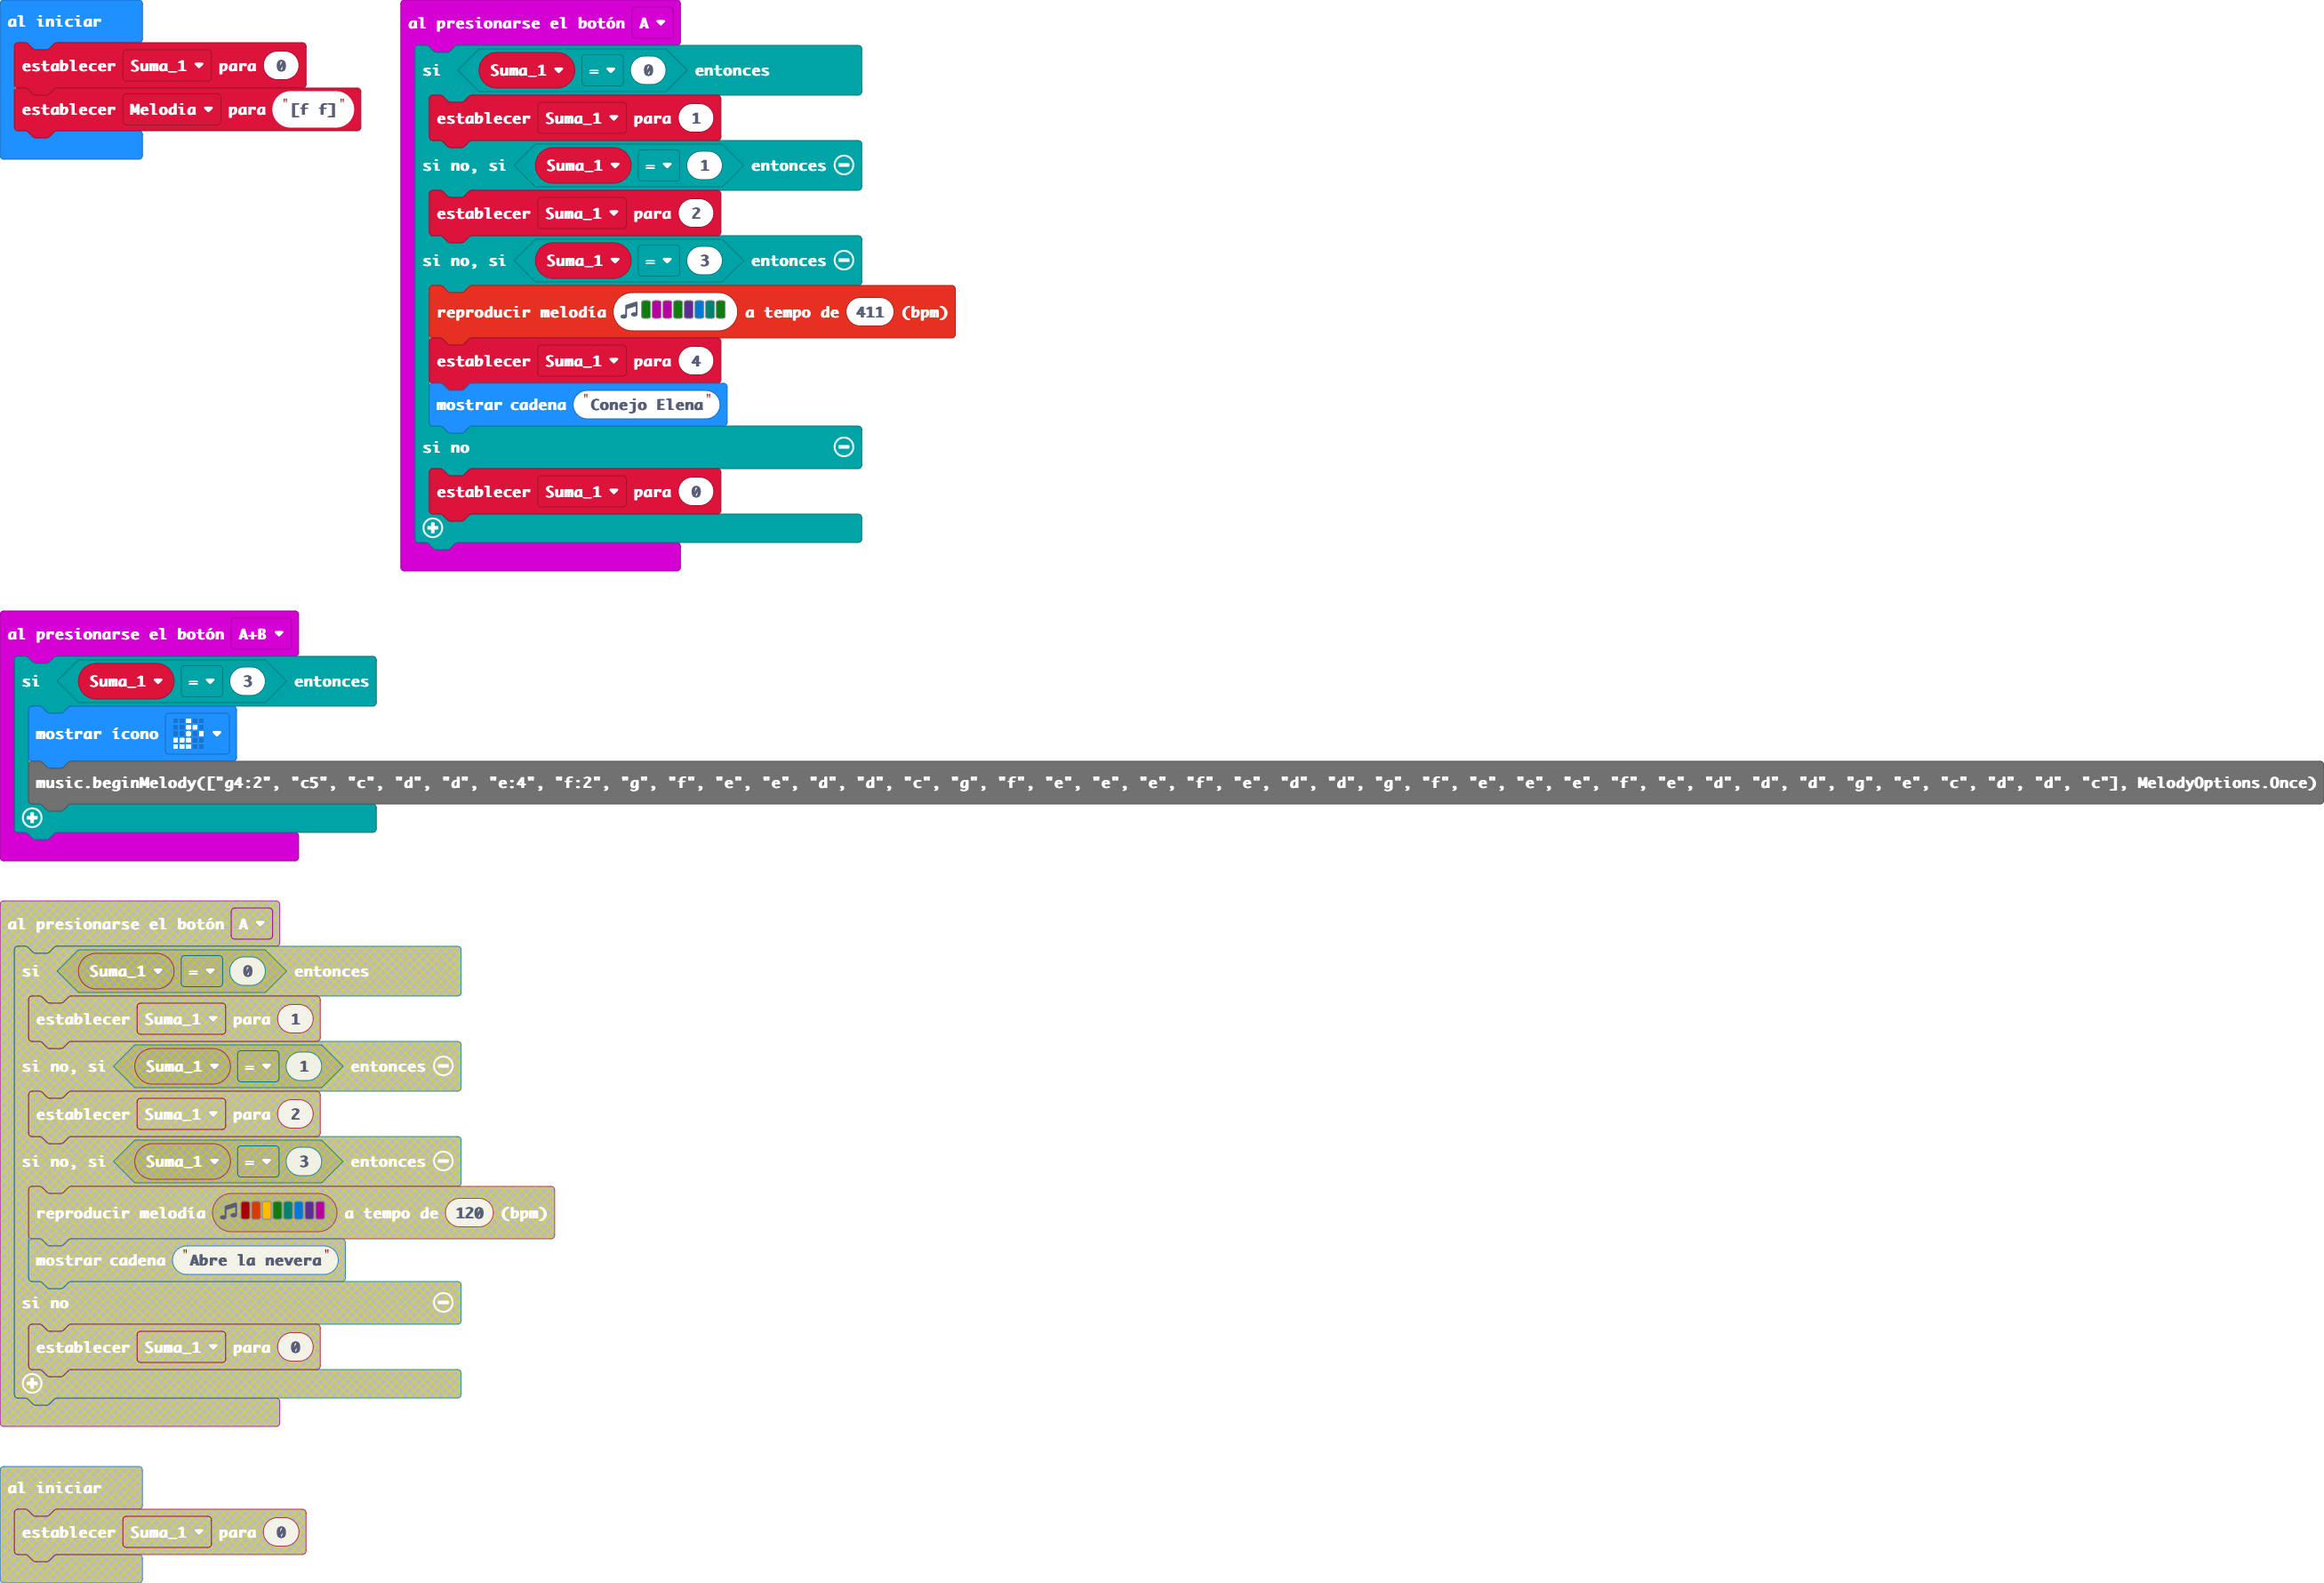 al iniciar
establecer Suma_1 para 0
establecer Melodia para "[f f]"
al presionarse el botón A
si Suma_1 = 0 entonces
establecer Suma_1 para 1
si no, si Suma_1 = 1 entonces
establecer Suma_1 para 2
si no, si Suma_1 = 3 entonces
reproducir melodía a tempo de 411 (bpm)
establecer Suma_1 para 4
mostrar cadena "Conejo Elena"
si no
establecer Suma_1 para 0
al presionarse el botón A+B
si Suma_1 = 3 entonces
mostrar ícono
music.beginMelody(["g4:2", "c5", "c", "d", "d", "e:4", "f:2", "g", "f", "e", "e", "d", "d", "c", "g", "f", "e", "e", "e", "f", "e", "d", "d", "g", "f", "e", "e", "e", "f", "e", "d", "d", "d", "g", "e", "c", "d", "d", "c"], MelodyOptions.Once)
al presionarse el botón A
si Suma_1 = 0 entonces
establecer Suma_1 para 1
si no, si Suma_1 = 1 entonces
establecer Suma_1 para 2
si no, si Suma_1 = 3 entonces
reproducir melodía a tempo de 120 (bpm)
mostrar cadena "Abre la nevera"
si no
establecer Suma_1 para 0
al iniciar
establecer Suma_1 para 0